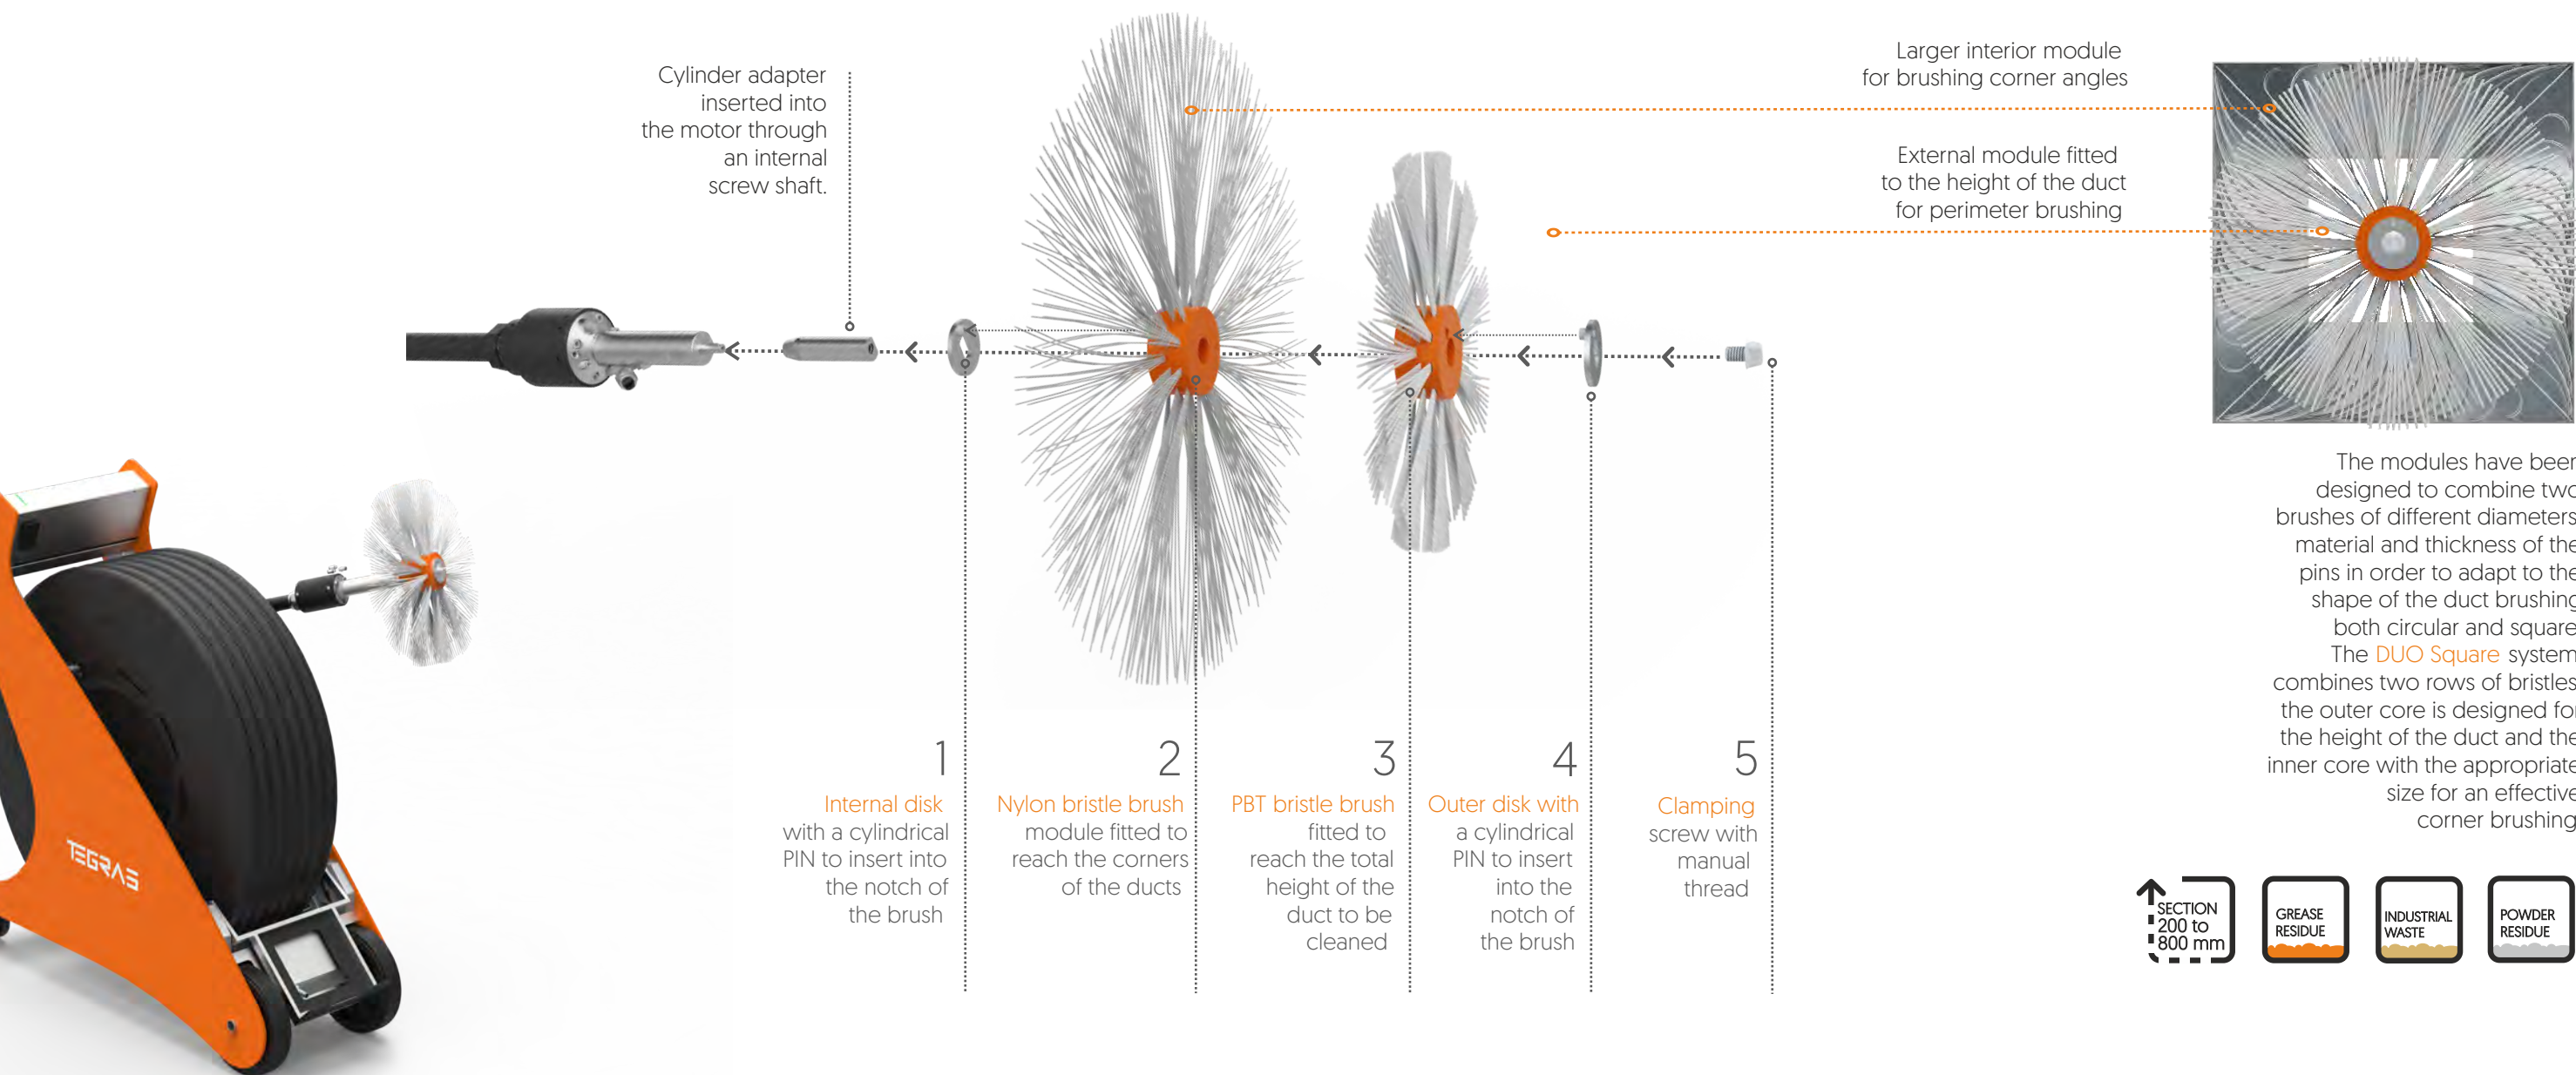 Cylinder adapter
inserted into
the motor through
an internal
screw shaft.
Larger interior module
for brushing corner angles
External module fitted
to the height of the duct
for perimeter brushing
TEGRAS
1
Internal disk
with a cylindrical
PIN to insert into
the notch of
the brush
2
Nylon bristle brush
module fitted to
reach the corners
of the ducts
3
PBT bristle brush
fitted to
reach the total
height of the
duct to be
cleaned
4
Outer disk with
a cylindrical
PIN to insert
into the
notch of
the brush
5
Clamping
screw with
manual
thread
The modules have been
designed to combine two
brushes of different diameters
material and thickness of the
pins in order to adapt to the
shape of the duct brushing
both circular and square
The DUO Square system
combines two rows of bristles
the outer core is designed for
the height of the duct and the
inner core with the appropriate
size for an effective
corner brushing
SECTION
200 to
800 mm
GREASE
RESIDUE
INDUSTRIAL
WASTE
POWDER
RESIDUE